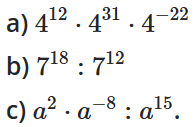 a) 4¹² · 4³¹ · 4⁻²²
b) 7¹⁸ : 7¹²
c) a² · a⁻⁸ : a¹⁵.